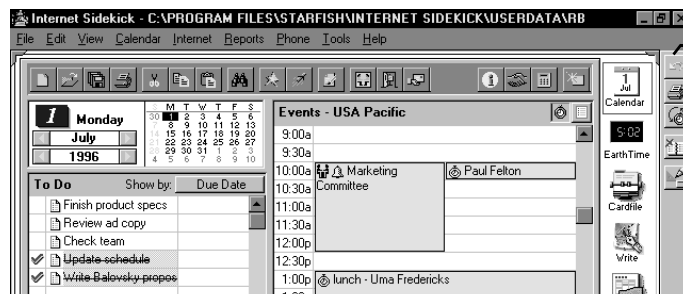 Internet Sidekick - C:\PROGRAM FILES\STARFISH\INTERNET SIDEKICK\USERDATA\RB
File Edit View Calendar Internet Reports Phone Tools Help
1 Monday
July
1996
S M T W T F S
30 1 2 3 4 5 6
7 8 9 10 11 12 13
14 15 16 17 18 19 20
21 22 23 24 25 26 27
28 29 30 31 1 2 3
4 5 6 7 8 9 10
To Do Show by: Due Date
Finish product specs
Review ad copy
Check team
Update schedule
Write Balovsky propos
Events - USA Pacific
9:00a
9:30a
10:00a Marketing Committee
Paul Felton
10:30a
11:00a
11:30a
12:00p
12:30p
1:00p lunch - Uma Fredericks
1 Jul
Calendar
5:02
EarthTime
Cardfile
Write